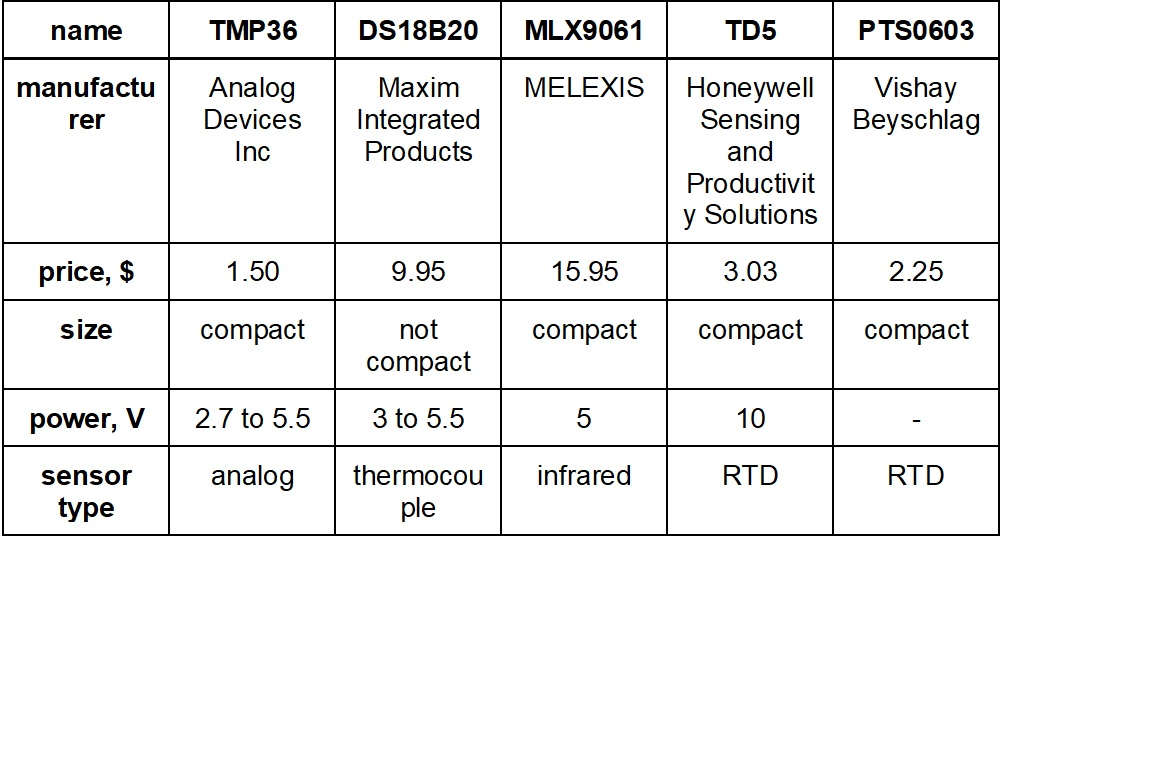 name TMP36 DS18B20 MLX9061 TD5 PTS0603
manufactu Analog Maxim MELEXIS Honeywell Vishay
rer Devices Integrated Sensing Beyschlag
Inc Products and
Productivit
y Solutions
price, $ 1.50 9.95 15.95 3.03 2.25
size compact not compact compact compact
compact
power, V 2.7 to 5.5 3 to 5.5 5 10 -
sensor analog thermocou infrared RTD RTD
type ple